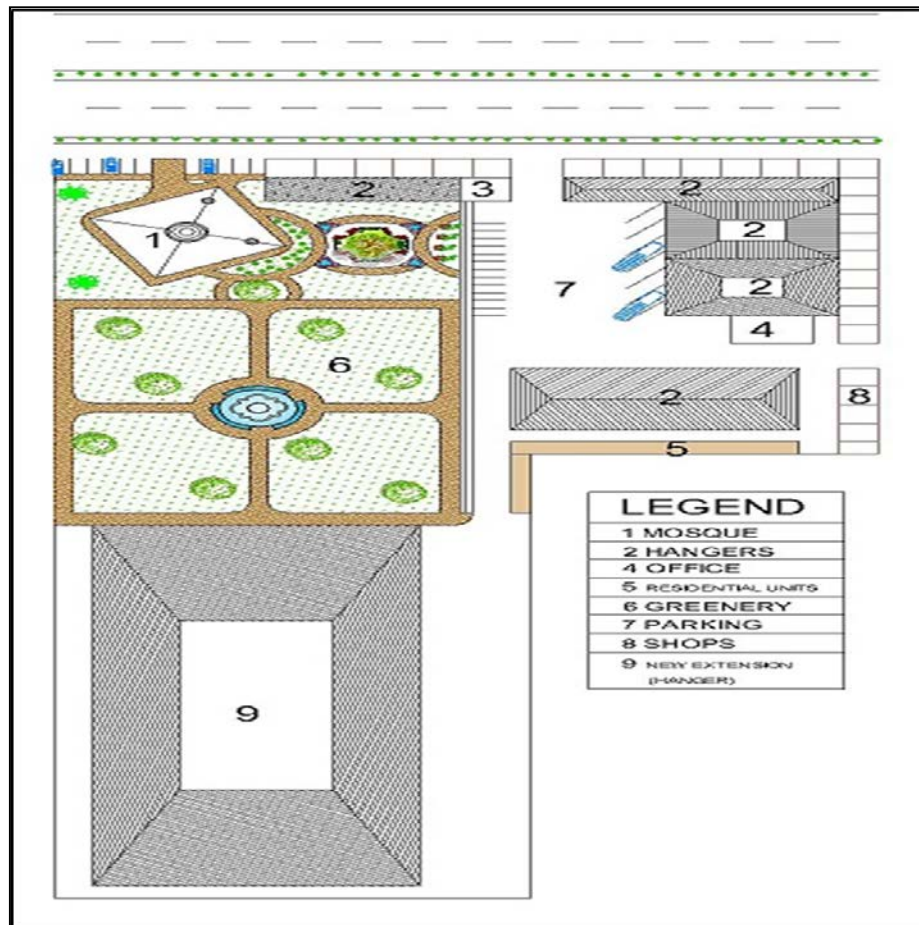 2
3
2
1
2
7
2
4
6
2
8
5
LEGEND
1 MOSQUE
2 HANGERS
4 OFFICE
5 RESIDENTIAL UNITS
6 GREENERY
7 PARKING
8 SHOPS
9 NEW EXTENSION
(HANGER)
9